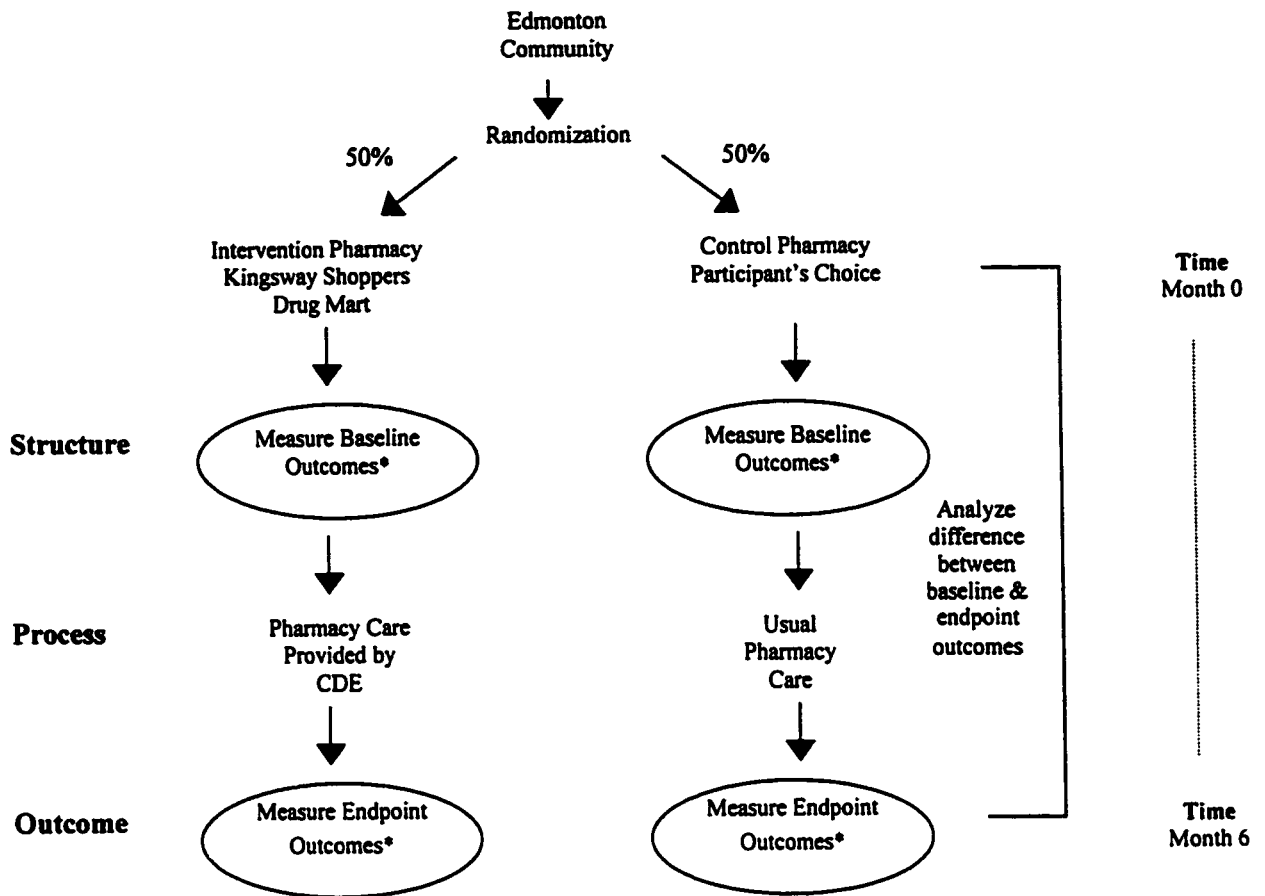 Edmonton
Community
Randomization
50%
50%
Intervention Pharmacy
Kingsway Shoppers
Drug Mart
Control Pharmacy
Participant's Choice
Time
Month 0
Structure
Measure Baseline
Outcomes*
Measure Baseline
Outcomes*
Analyze
difference
between
baseline &
endpoint
outcomes
Process
Pharmacy Care
Provided by
CDE
Usual
Pharmacy
Care
Outcome
Measure Endpoint
Outcomes*
Measure Endpoint
Outcomes*
Time
Month 6